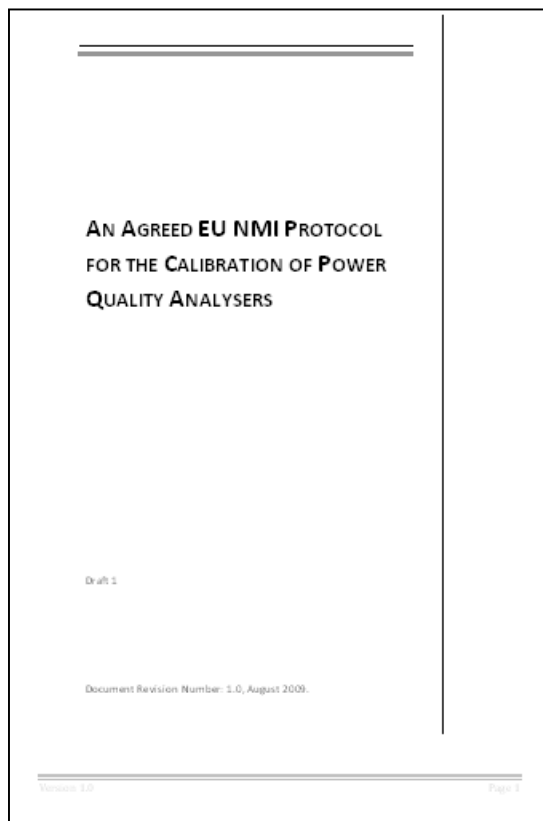 AN AGREED EU NMI PROTOCOL
FOR THE CALIBRATION OF POWER
QUALITY ANALYSERS
Draft 1
Document Revision Number: 1.0, August 2009.
Version 1.0 Page 1